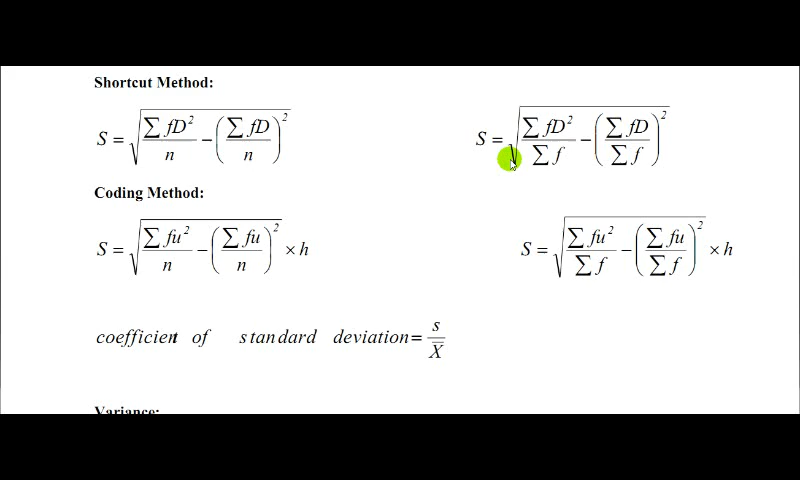 Shortcut Method:
S = √(∑ fD²/n − (∑ fD/n)²)   S = √(∑ fD²/∑ f − (∑ fD/∑ f)²)
Coding Method:
S = √(∑ fu²/n − (∑ fu/n)²) × h   S = √(∑ fu²/∑ f − (∑ fu/∑ f)²) × h
coefficient of standard deviation = s/X̅
Variance: